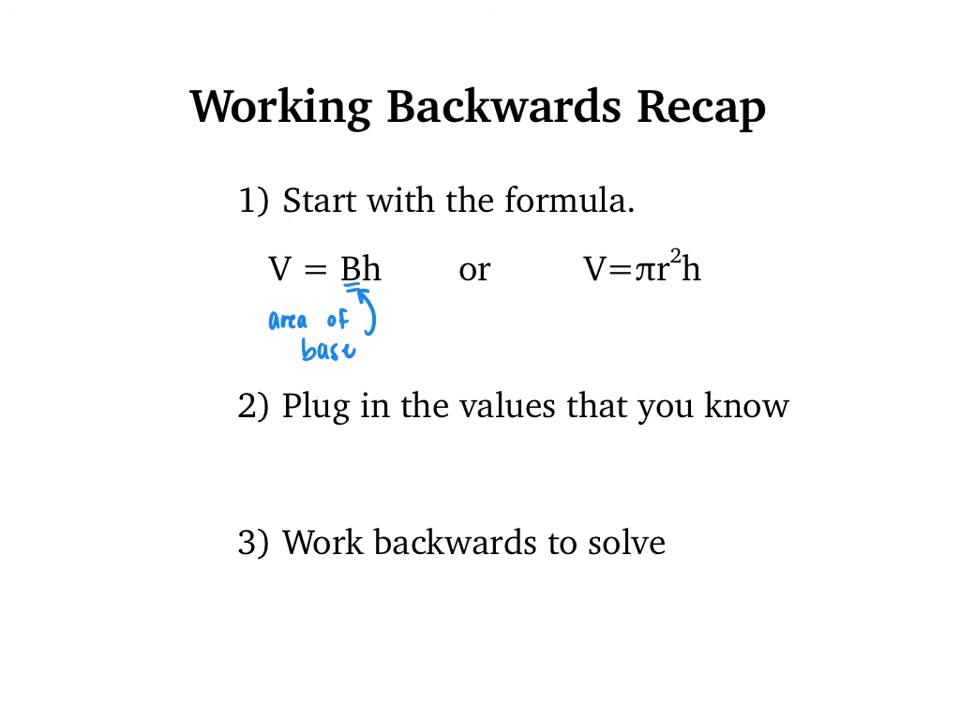 Working Backwards Recap
1) Start with the formula.
V = Bh or V=πr²h
area of
base
2) Plug in the values that you know
3) Work backwards to solve